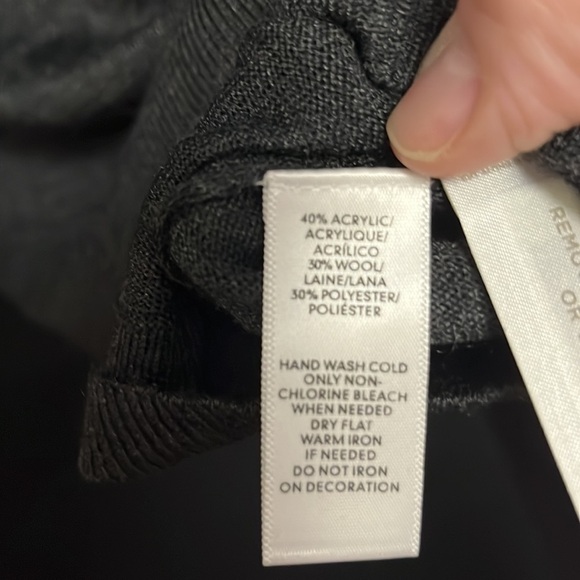 40% ACRYLIC/
ACRYLIQUE/
ACRÍLICO
30% WOOL/
LAINE/LANA
30% POLYESTER/
POLIÉSTER
HAND WASH COLD
ONLY NON-
CHLORINE BLEACH
WHEN NEEDED
DRY FLAT
WARM IRON
IF NEEDED
DO NOT IRON
ON DECORATION